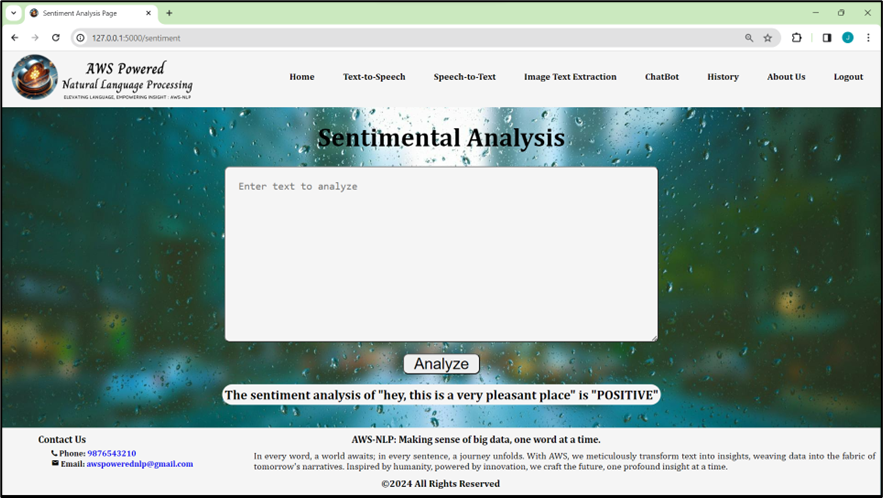 Sentiment Analysis Page
127.0.0.1:5000/sentiment
J
AWS Powered
Natural Language Processing
ELEVATING LANGUAGE, EMPOWERING INSIGHT : AWS-NLP
Home Text-to-Speech Speech-to-Text Image Text Extraction ChatBot History About Us Logout
Sentimental Analysis
Enter text to analyze
Analyze
The sentiment analysis of "hey, this is a very pleasant place" is "POSITIVE"
Contact Us
Phone: 9876543210
Email: awspowerednlp@gmail.com
AWS-NLP: Making sense of big data, one word at a time.
In every word, a world awaits; in every sentence, a journey unfolds. With AWS, we meticulously transform text into insights, weaving data into the fabric of
tomorrow's narratives. Inspired by humanity, powered by innovation, we craft the future, one profound insight at a time.
©2024 All Rights Reserved